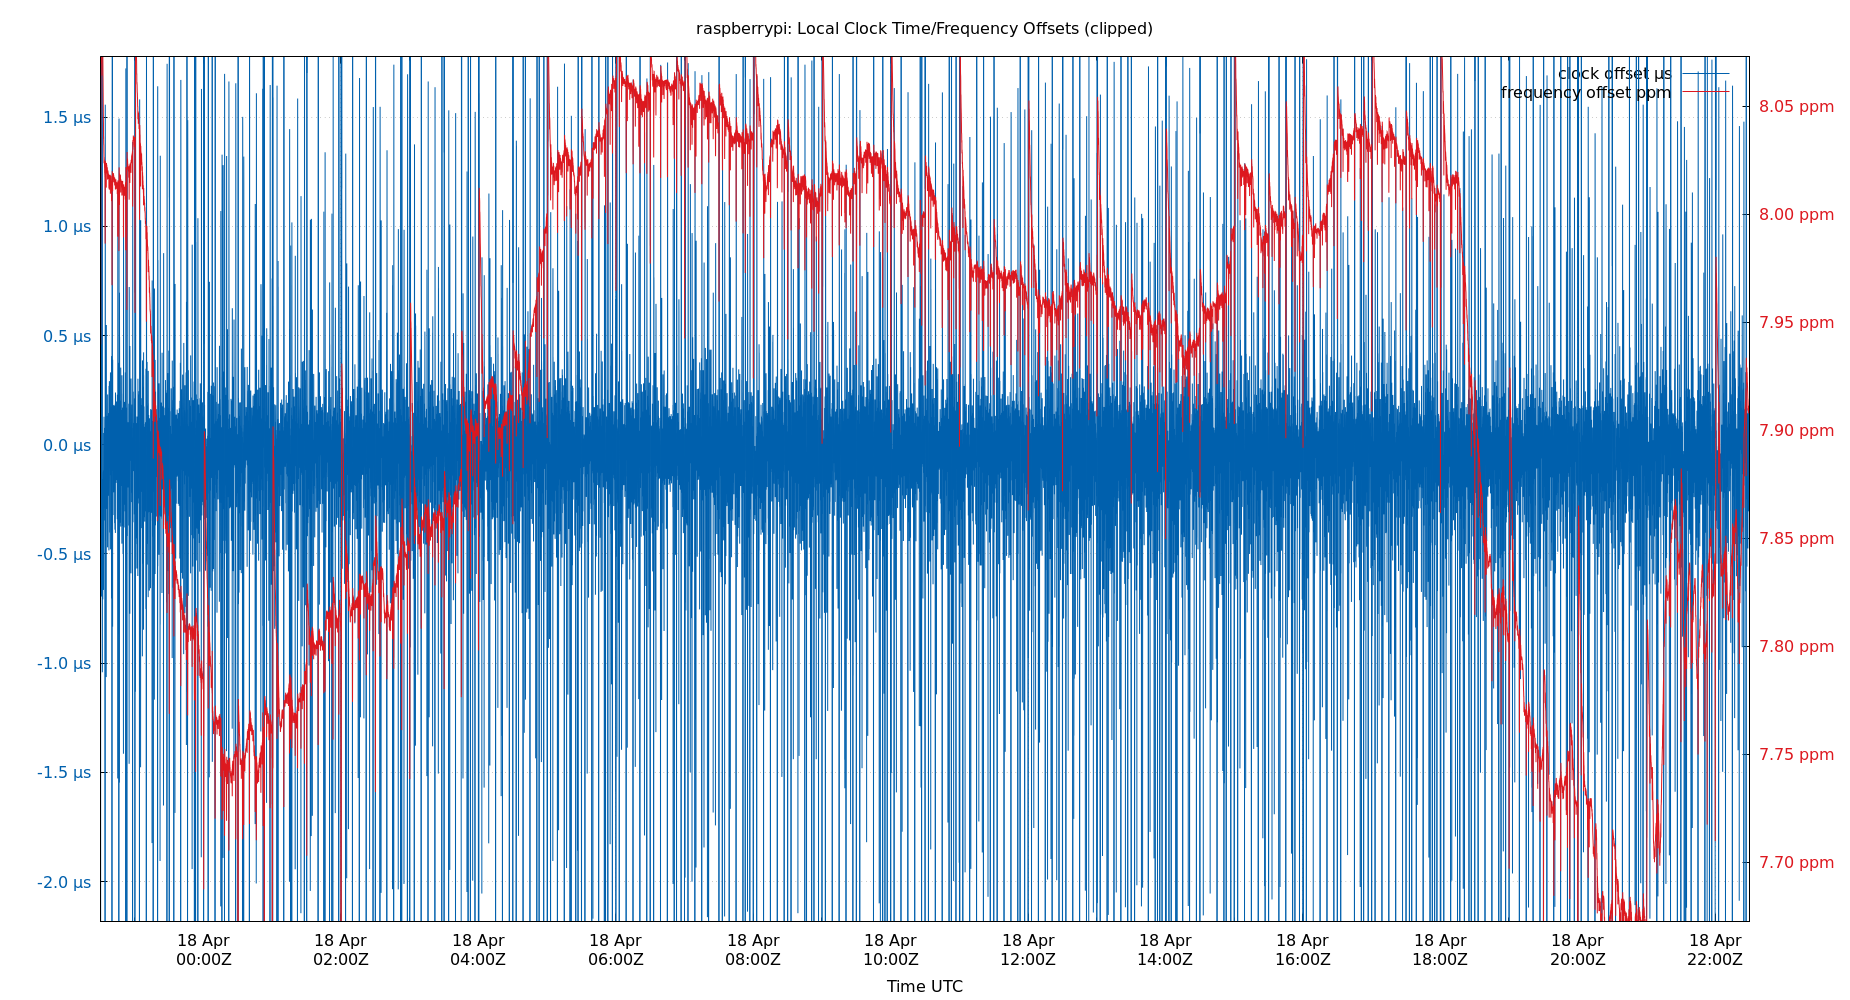 raspberrypi: Local Clock Time/Frequency Offsets (clipped)
clock offset µs
frequency offset ppm
1.5 µs
1.0 µs
0.5 µs
0.0 µs
-0.5 µs
-1.0 µs
-1.5 µs
-2.0 µs
8.05 ppm
8.00 ppm
7.95 ppm
7.90 ppm
7.85 ppm
7.80 ppm
7.75 ppm
7.70 ppm
18 Apr 18 Apr 18 Apr 18 Apr 18 Apr 18 Apr 18 Apr 18 Apr 18 Apr 18 Apr 18 Apr 18 Apr
00:00Z 02:00Z 04:00Z 06:00Z 08:00Z 10:00Z 12:00Z 14:00Z 16:00Z 18:00Z 20:00Z 22:00Z
Time UTC